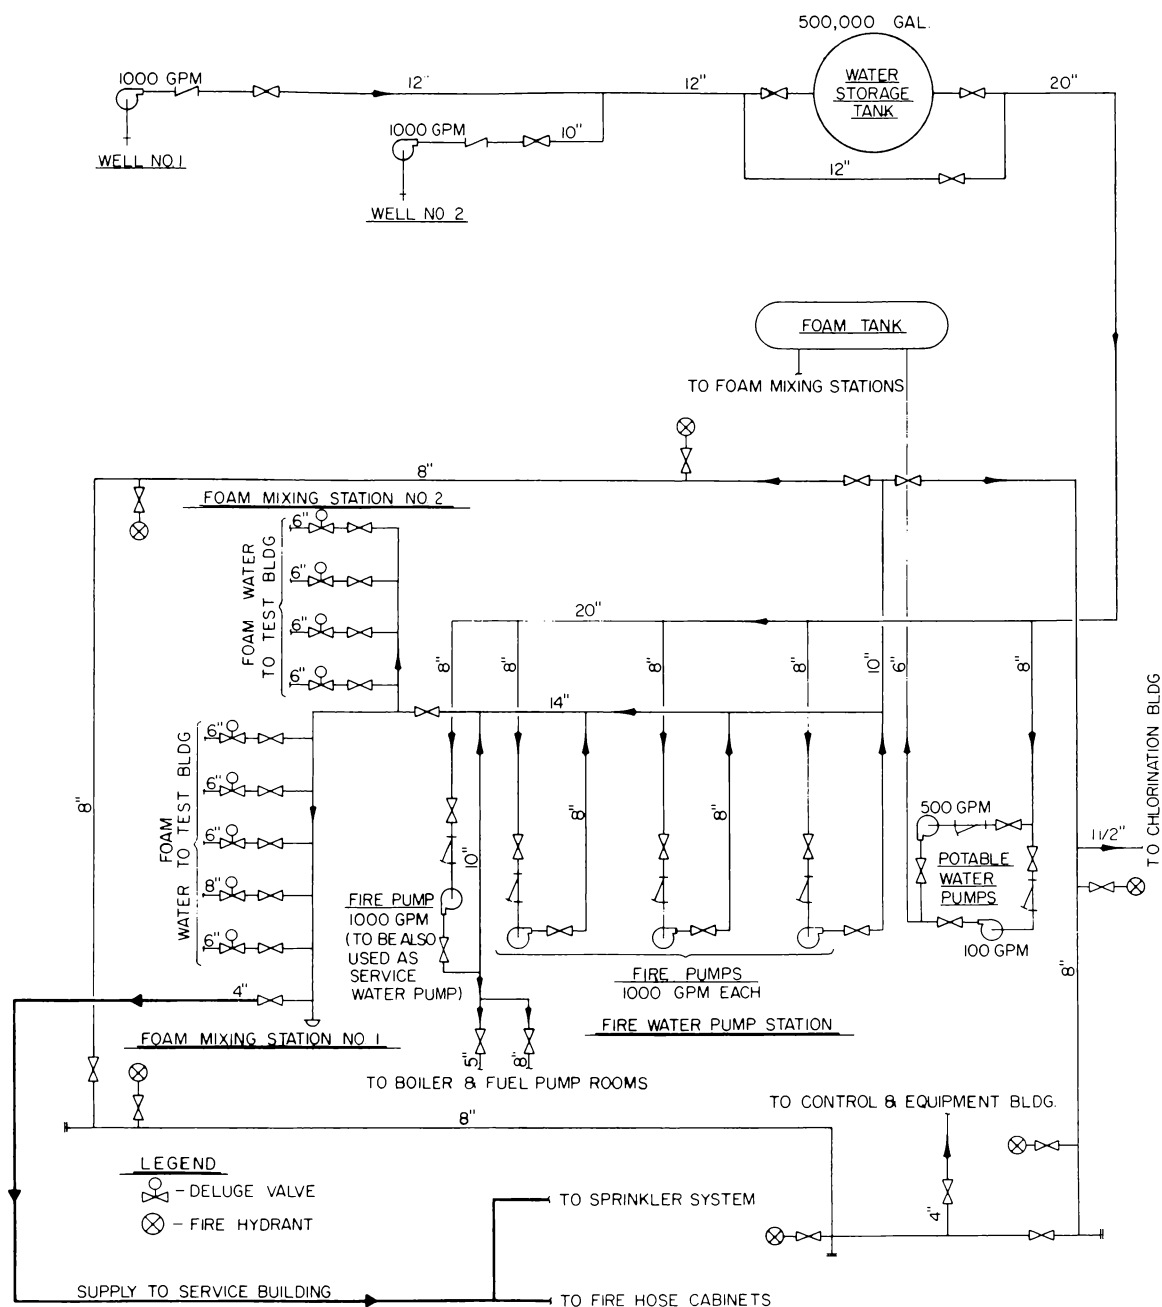 500,000 GAL.
WATER
STORAGE
TANK
1000 GPM
12"
12"
20"
WELL NO.1
1000 GPM
10"
WELL NO 2
12"
FOAM TANK
TO FOAM MIXING STATIONS
8"
FOAM MIXING STATION NO.2
6"
6"
6"
6"
FOAM WATER
TO TEST BLDG
20"
8"
8"
8"
8"
10"
6"
8"
14"
6"
6"
6"
8"
6"
FOAM
WATER TO TEST BLDG
8"
10"
8"
8"
500 GPM
POTABLE
WATER
PUMPS
100 GPM
11/2"
TO CHLORINATION BLDG
8"
FIRE PUMP
1000 GPM
(TO BE ALSO
USED AS
SERVICE
WATER PUMP)
FIRE PUMPS
1000 GPM EACH
FIRE WATER PUMP STATION
4"
FOAM MIXING STATION NO. 1
5"
8"
TO BOILER & FUEL PUMP ROOMS
8"
TO CONTROL & EQUIPMENT BLDG.
4"
LEGEND
- DELUGE VALVE
- FIRE HYDRANT
TO SPRINKLER SYSTEM
SUPPLY TO SERVICE BUILDING
TO FIRE HOSE CABINETS